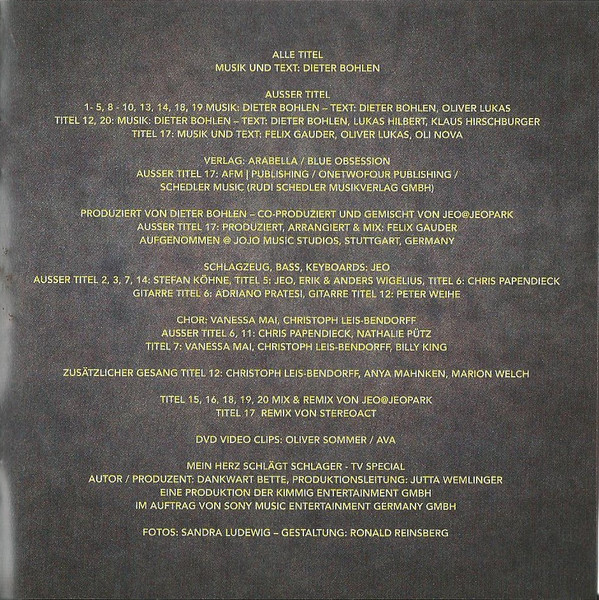 ALLE TITEL
MUSIK UND TEXT: DIETER BOHLEN
AUSSER TITEL
1- 5, 8 - 10, 13, 14, 18, 19 MUSIK: DIETER BOHLEN – TEXT: DIETER BOHLEN, OLIVER LUKAS
TITEL 12, 20: MUSIK: DIETER BOHLEN – TEXT: DIETER BOHLEN, LUKAS HILBERT, KLAUS HIRSCHBURGER
TITEL 17: MUSIK UND TEXT: FELIX GAUDER, OLIVER LUKAS, OLI NOVA
VERLAG: ARABELLA / BLUE OBSESSION
AUSSER TITEL 17: AFM | PUBLISHING / ONETWOFOUR PUBLISHING /
SCHEDLER MUSIC (RUDI SCHEDLER MUSIKVERLAG GMBH)
PRODUZIERT VON DIETER BOHLEN – CO-PRODUZIERT UND GEMISCHT VON JEO@JEOPARK
AUSSER TITEL 17: PRODUZIERT, ARRANGIERT & MIX: FELIX GAUDER
AUFGENOMMEN @ JOJO MUSIC STUDIOS, STUTTGART, GERMANY
SCHLAGZEUG, BASS, KEYBOARDS: JEO
AUSSER TITEL 2, 3, 7, 14: STEFAN KÖHNE, TITEL 5: JEO, ERIK & ANDERS WIGELIUS, TITEL 6: CHRIS PAPENDIECK
GITARRE TITEL 6: ADRIANO PRATESI, GITARRE TITEL 12: PETER WEIHE
CHOR: VANESSA MAI, CHRISTOPH LEIS-BENDORFF
AUSSER TITEL 6, 11: CHRIS PAPENDIECK, NATHALIE PÜTZ
TITEL 7: VANESSA MAI, CHRISTOPH LEIS-BENDORFF, BILLY KING
ZUSÄTZLICHER GESANG TITEL 12: CHRISTOPH LEIS-BENDORFF, ANYA MAHNKEN, MARION WELCH
TITEL 15, 16, 18, 19, 20 MIX & REMIX VON JEO@JEOPARK
TITEL 17 REMIX VON STEREOACT
DVD VIDEO CLIPS: OLIVER SOMMER / AVA
MEIN HERZ SCHLÄGT SCHLAGER - TV SPECIAL
AUTOR / PRODUZENT: DANKWART BETTE, PRODUKTIONSLEITUNG: JUTTA WEMLINGER
EINE PRODUKTION DER KIMMIG ENTERTAINMENT GMBH
IM AUFTRAG VON SONY MUSIC ENTERTAINMENT GERMANY GMBH
FOTOS: SANDRA LUDEWIG – GESTALTUNG: RONALD REINSBERG